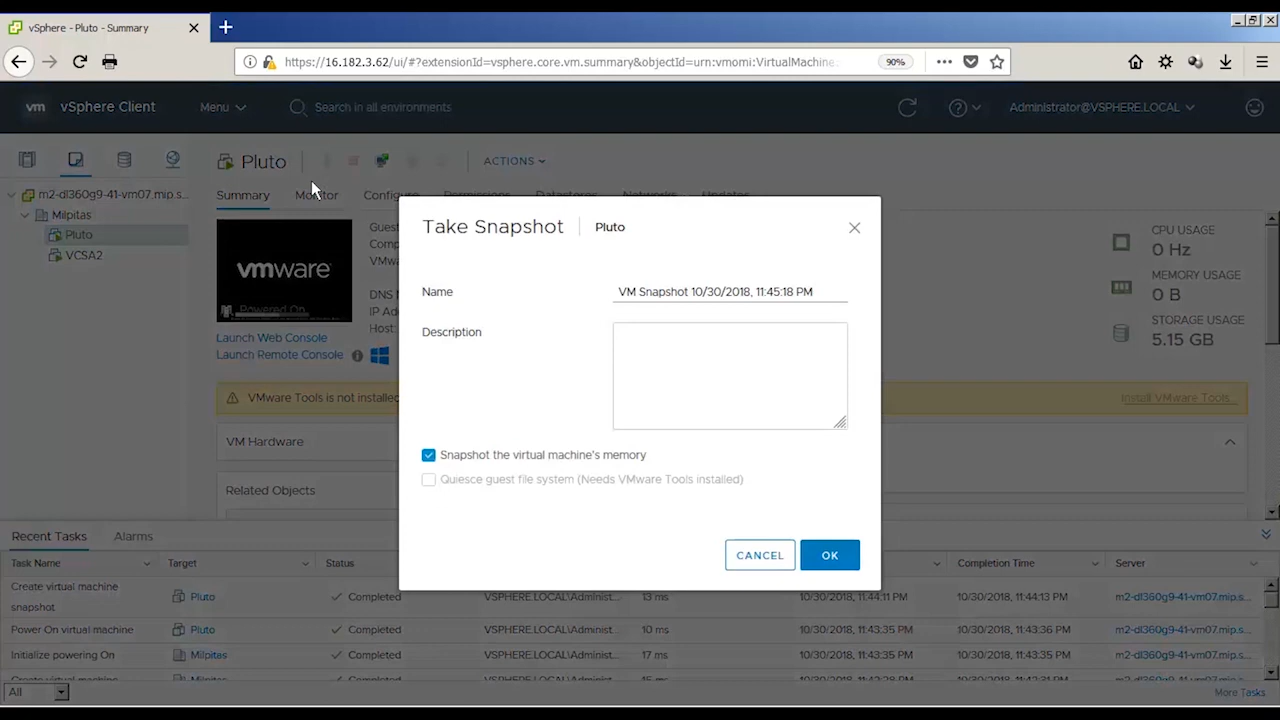 vSphere - Pluto - Summary
https://16.182.3.62/ui/#?extensionId=vsphere.core.vm.summary&objectId=urn:vmomi:VirtualMachine
90%
vm vSphere Client Menu Search in all environments Administrator@VSPHERE.LOCAL
Pluto ACTIONS
Summary Monitor Configure Permissions Datastores Networks Updates
m2-dl360g9-41-vm07.mip.s...
Milpitas
Pluto
VCSA2
vmware
Powered On
Launch Web Console
Launch Remote Console
Guest
Comp
VMwa
DNS N
IP Add
Host:
CPU USAGE
0 Hz
MEMORY USAGE
0 B
STORAGE USAGE
5.15 GB
VMware Tools is not installed
Install VMware Tools...
VM Hardware
Related Objects
Take Snapshot Pluto
Name VM Snapshot 10/30/2018, 11:45:18 PM
Description
Snapshot the virtual machine's memory
Quiesce guest file system (Needs VMware Tools installed)
CANCEL OK
Recent Tasks Alarms
Task Name Target Status Completion Time Server
Create virtual machine snapshot Pluto Completed VSPHERE.LOCAL\Administ... 13 ms 10/30/2018, 11:44:11 PM 10/30/2018, 11:44:13 PM m2-dl360g9-41-vm07.mip.s...
Power On virtual machine Pluto Completed VSPHERE.LOCAL\Administ... 10 ms 10/30/2018, 11:43:35 PM 10/30/2018, 11:43:36 PM m2-dl360g9-41-vm07.mip.s...
Initialize powering On Milpitas Completed VSPHERE.LOCAL\Administ... 17 ms 10/30/2018, 11:43:35 PM 10/30/2018, 11:43:35 PM m2-dl360g9-41-vm07.mip.s...
All More Tasks